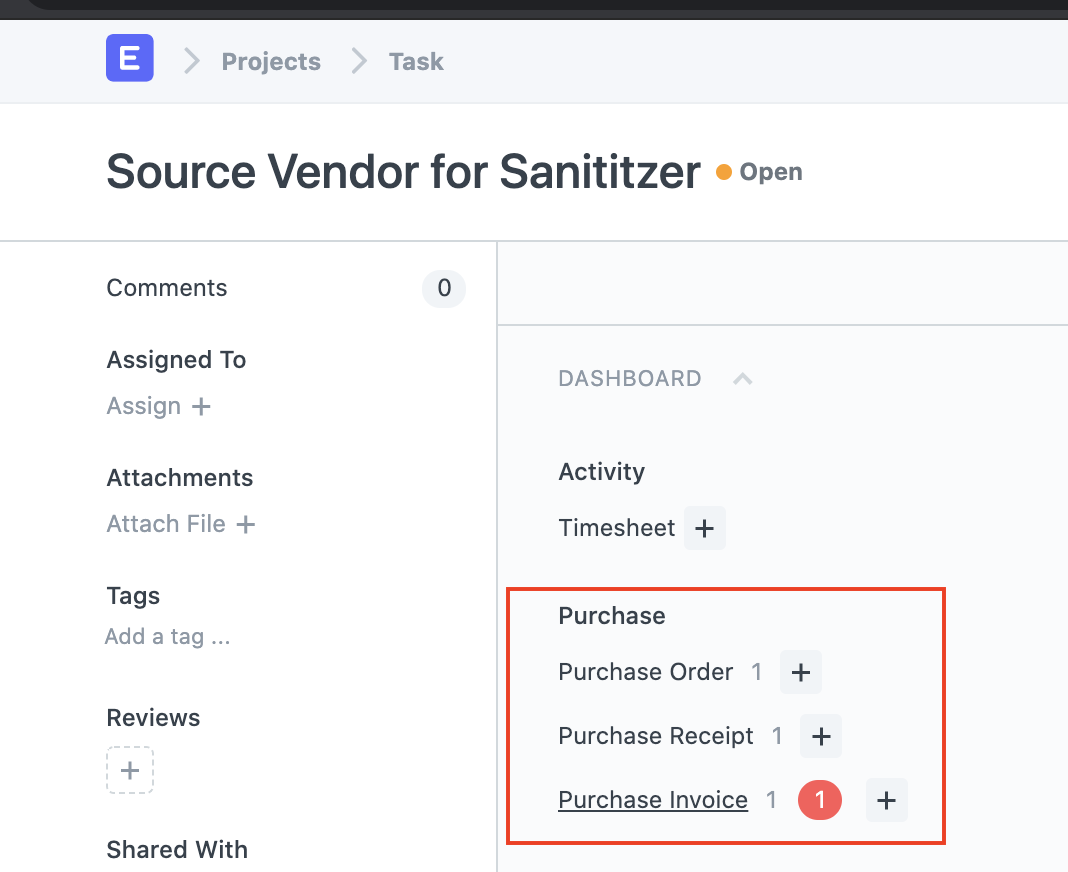 E Projects Task
Source Vendor for Sanititzer Open
Comments 0
Assigned To
Assign +
Attachments
Attach File +
Tags
Add a tag ...
Reviews
+
Shared With
DASHBOARD
Activity
Timesheet +
Purchase
Purchase Order 1 +
Purchase Receipt 1 +
Purchase Invoice 1 1 +